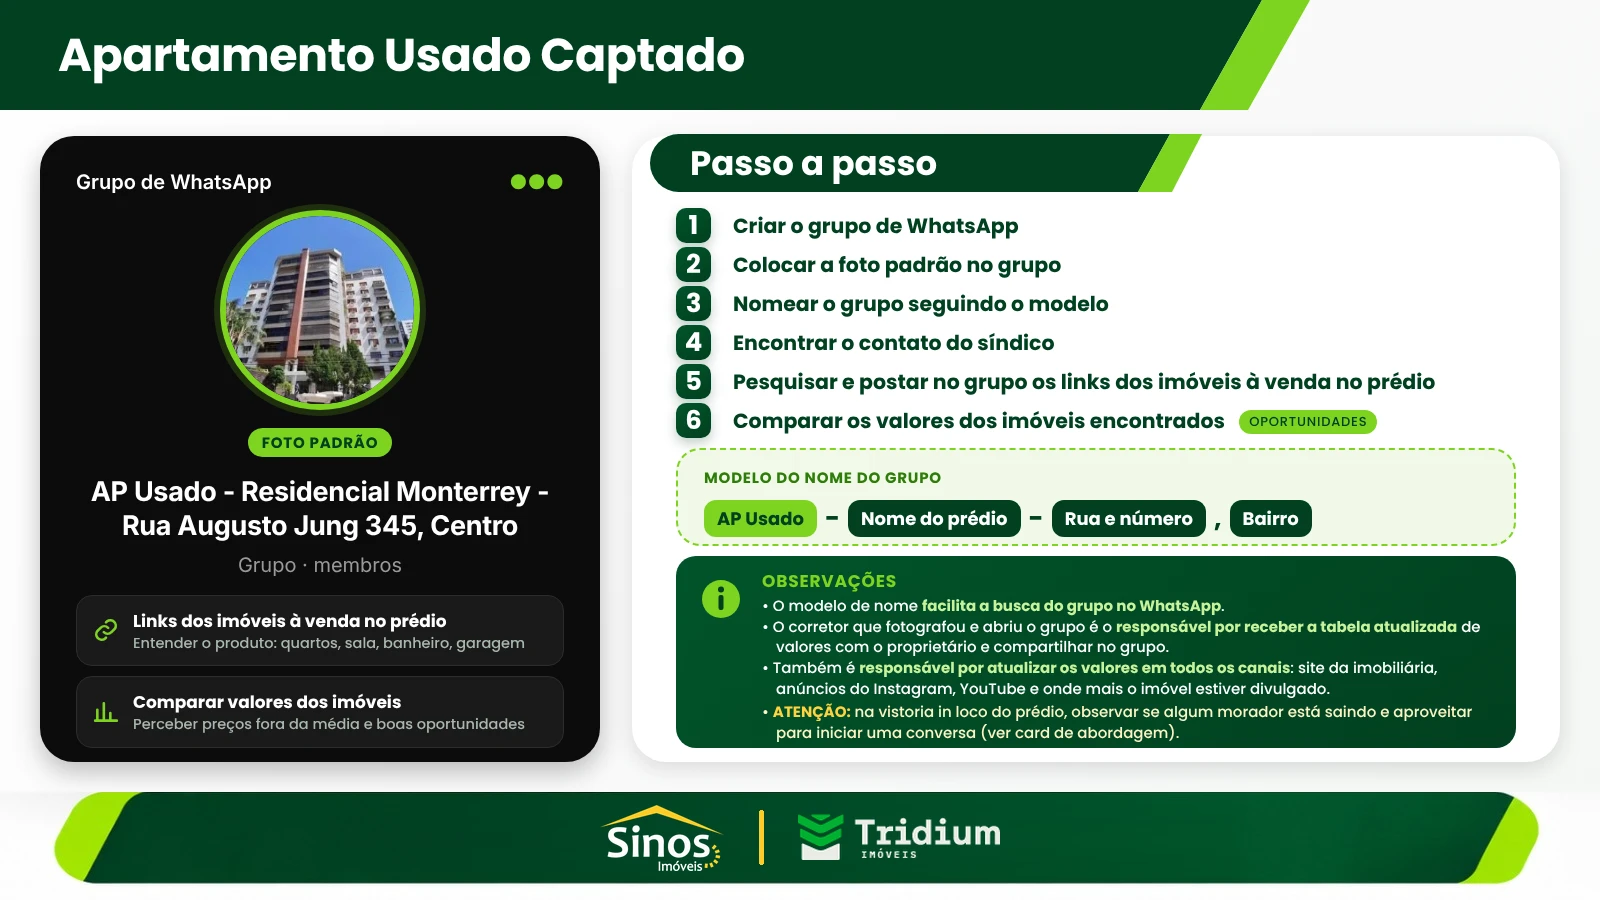 Apartamento Usado Captado
Grupo de WhatsApp
FOTO PADRÃO
AP Usado - Residencial Monterrey -
Rua Augusto Jung 345, Centro
Grupo · membros
Links dos imóveis à venda no prédio
Entender o produto: quartos, sala, banheiro, garagem
Comparar valores dos imóveis
Perceber preços fora da média e boas oportunidades
Passo a passo
1 Criar o grupo de WhatsApp
2 Colocar a foto padrão no grupo
3 Nomear o grupo seguindo o modelo
4 Encontrar o contato do síndico
5 Pesquisar e postar no grupo os links dos imóveis à venda no prédio
6 Comparar os valores dos imóveis encontrados OPORTUNIDADES
MODELO DO NOME DO GRUPO
AP Usado – Nome do prédio – Rua e número , Bairro
OBSERVAÇÕES
• O modelo de nome facilita a busca do grupo no WhatsApp.
• O corretor que fotografou e abriu o grupo é o responsável por receber a tabela atualizada de
valores com o proprietário e compartilhar no grupo.
• Também é responsável por atualizar os valores em todos os canais: site da imobiliária,
anúncios do Instagram, YouTube e onde mais o imóvel estiver divulgado.
• ATENÇÃO: na vistoria in loco do prédio, observar se algum morador está saindo e aproveitar
para iniciar uma conversa (ver card de abordagem).
Sinos
Imóveis
Tridium
IMÓVEIS